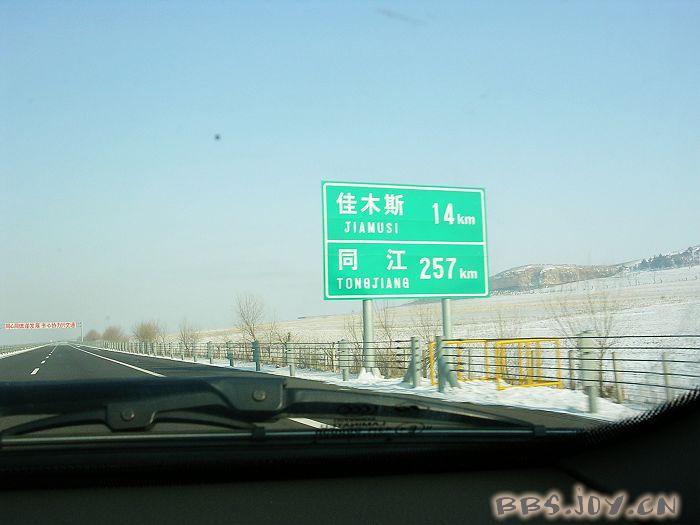 佳木斯 14km
JIAMUSI
同江 257km
TONGJIANG
BBS.JOY.CN